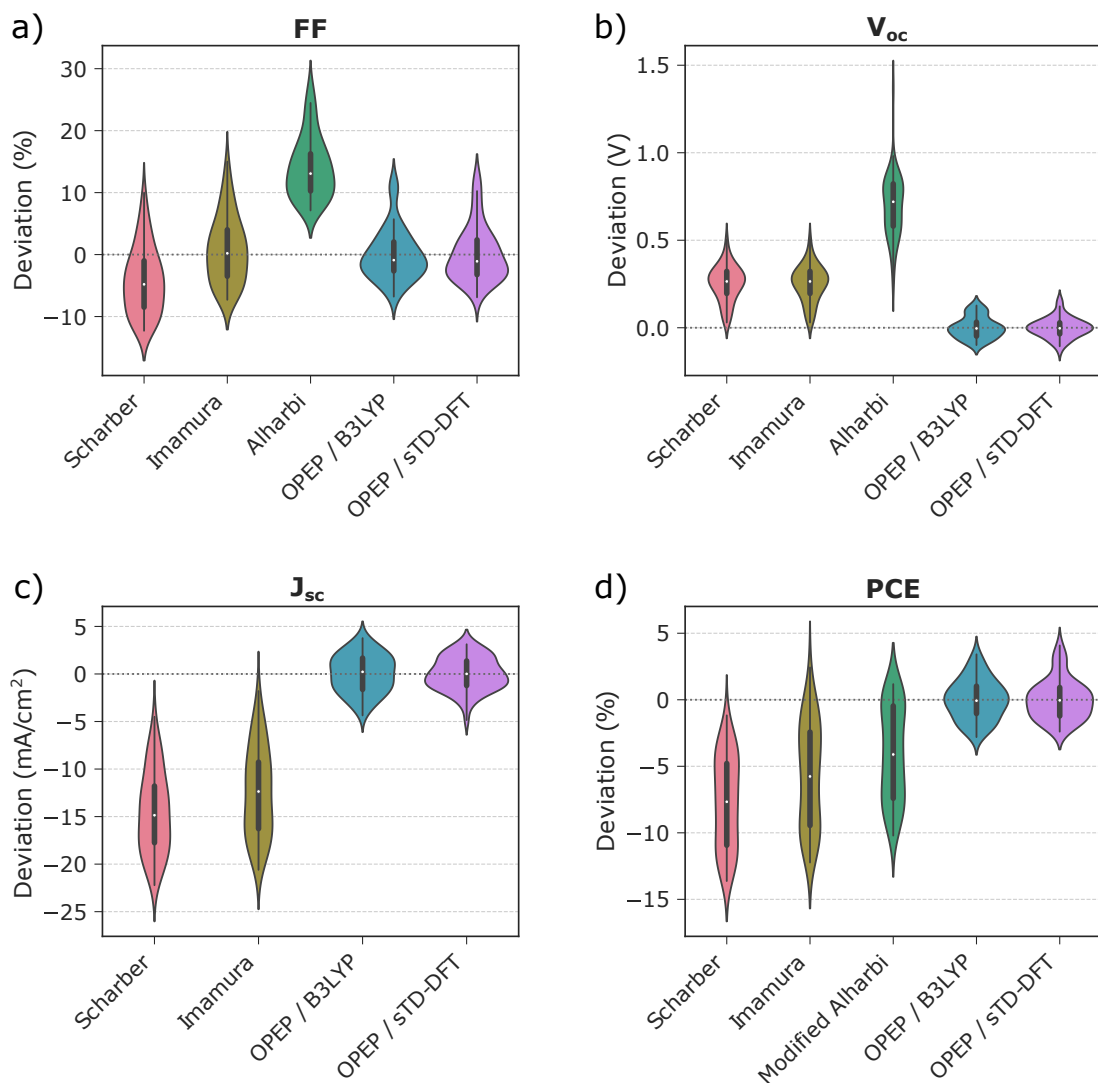 a)
FF
Deviation (%)
30
20
10
0
−10
Scharber
Imamura
Alharbi
OPEP / B3LYP
OPEP / sTD-DFT
b)
V_oc
Deviation (V)
1.5
1.0
0.5
0.0
Scharber
Imamura
Alharbi
OPEP / B3LYP
OPEP / sTD-DFT
c)
J_sc
Deviation (mA/cm²)
5
0
−5
−10
−15
−20
−25
Scharber
Imamura
OPEP / B3LYP
OPEP / sTD-DFT
d)
PCE
Deviation (%)
5
0
−5
−10
−15
Scharber
Imamura
Modified Alharbi
OPEP / B3LYP
OPEP / sTD-DFT